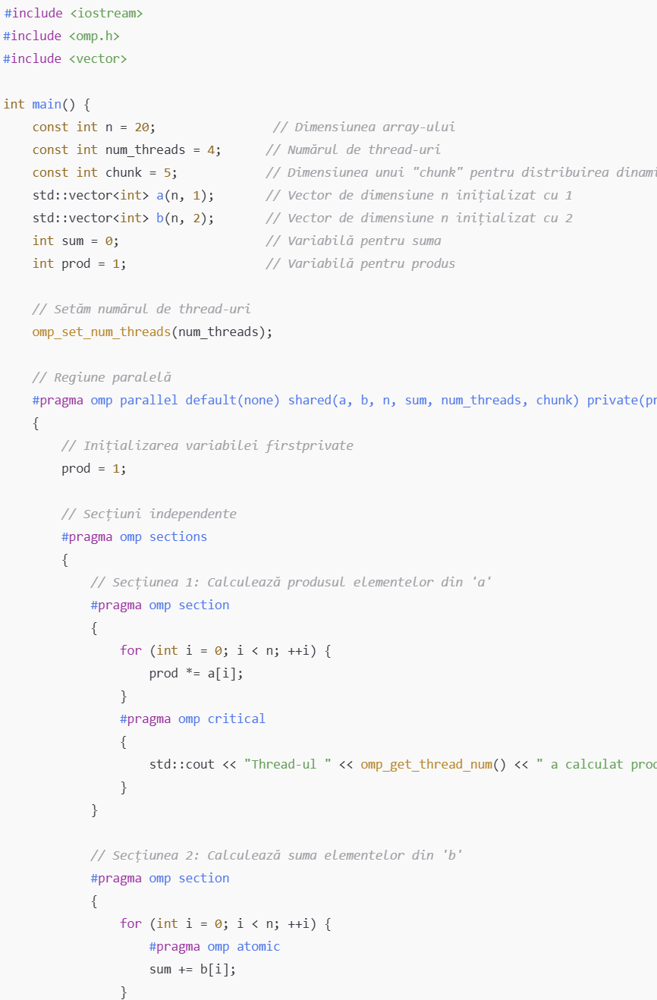 #include <iostream>
#include <omp.h>
#include <vector>

int main() {
    const int n = 20;                // Dimensiunea array-ului
    const int num_threads = 4;      // Numărul de thread-uri
    const int chunk = 5;            // Dimensiunea unui "chunk" pentru distribuirea
    std::vector<int> a(n, 1);       // Vector de dimensiune n inițializat cu 1
    std::vector<int> b(n, 2);       // Vector de dimensiune n inițializat cu 2
    int sum = 0;                    // Variabilă pentru suma
    int prod = 1;                   // Variabilă pentru produs

    // Setăm numărul de thread-uri
    omp_set_num_threads(num_threads);

    // Regiune paralelă
    #pragma omp parallel default(none) shared(a, b, n, sum, num_threads, chunk) private(
    {
        // Inițializarea variabilei firstprivate
        prod = 1;

        // Secțiuni independente
        #pragma omp sections
        {
            // Secțiunea 1: Calculează produsul elementelor din 'a'
            #pragma omp section
            {
                for (int i = 0; i < n; ++i) {
                    prod *= a[i];
                }
                #pragma omp critical
                {
                    std::cout << "Thread-ul " << omp_get_thread_num() << " a calculat
                }
            }

            // Secțiunea 2: Calculează suma elementelor din 'b'
            #pragma omp section
            {
                for (int i = 0; i < n; ++i) {
                    #pragma omp atomic
                    sum += b[i];
                }